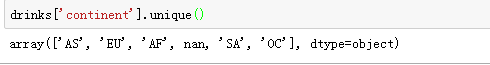 drinks['continent'].unique()
array(['AS', 'EU', 'AF', nan, 'SA', 'OC'], dtype=object)